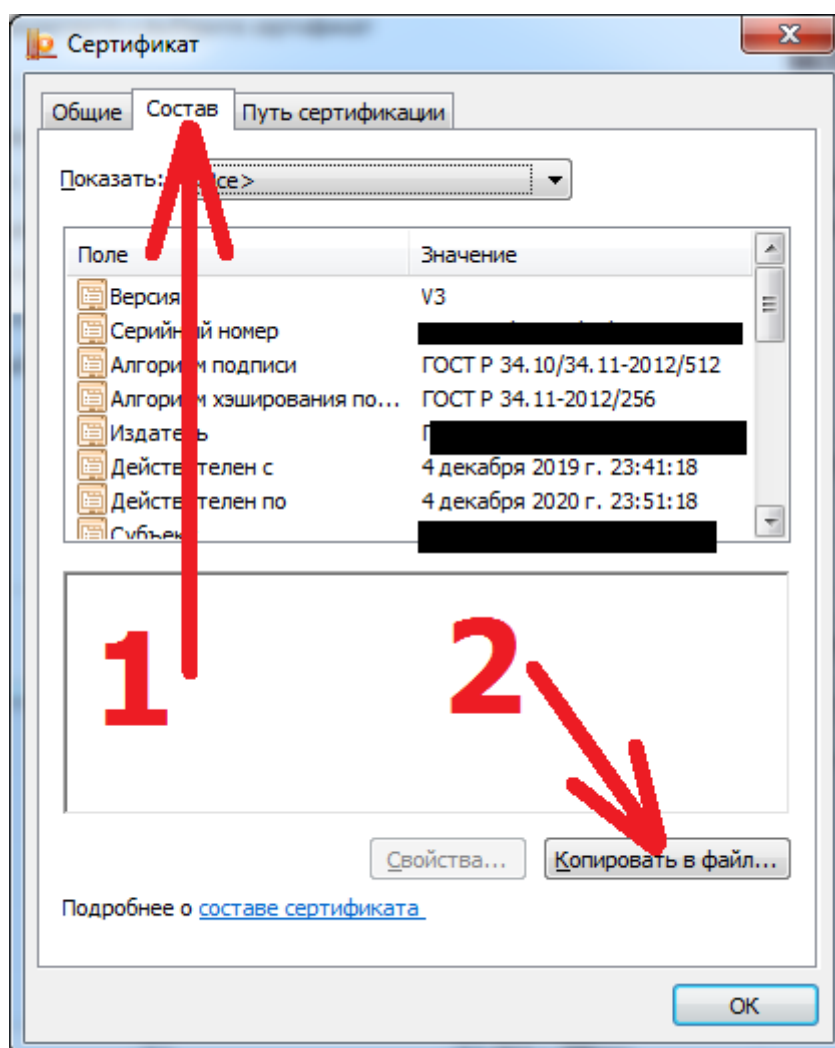 Сертификат
Общие Состав Путь сертификации
Показать:
Поле Значение
Версия V3
Серийный номер
Алгоритм подписи ГОСТ Р 34.10/34.11-2012/512
Алгоритм хэширования по... ГОСТ Р 34.11-2012/256
Издатель
Действителен с 4 декабря 2019 г. 23:41:18
Действителен по 4 декабря 2020 г. 23:51:18
Субъек
1 2
Свойства... Копировать в файл...
Подробнее о составе сертификата
ОК